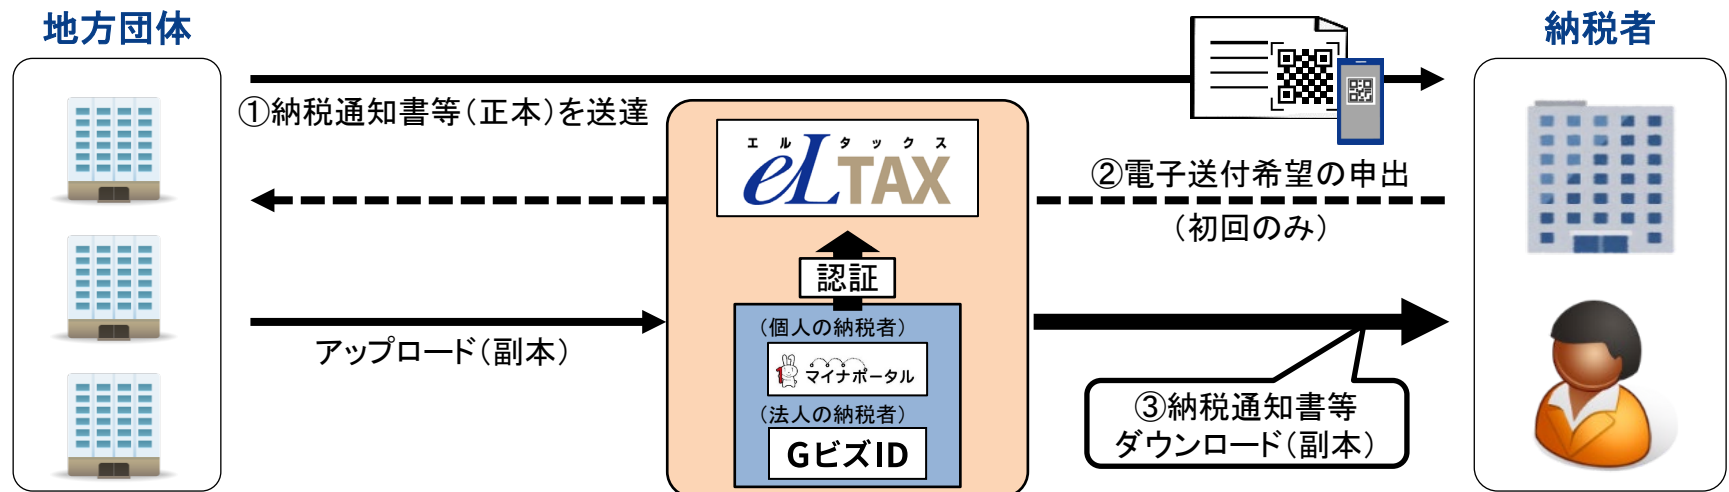 地方団体
納税者
①納税通知書等(正本)を送達
エルタックス
eLTAX
②電子送付希望の申出
(初回のみ)
認証
アップロード(副本)
(個人の納税者)
マイナポータル
(法人の納税者)
GビズID
③納税通知書等
ダウンロード(副本)